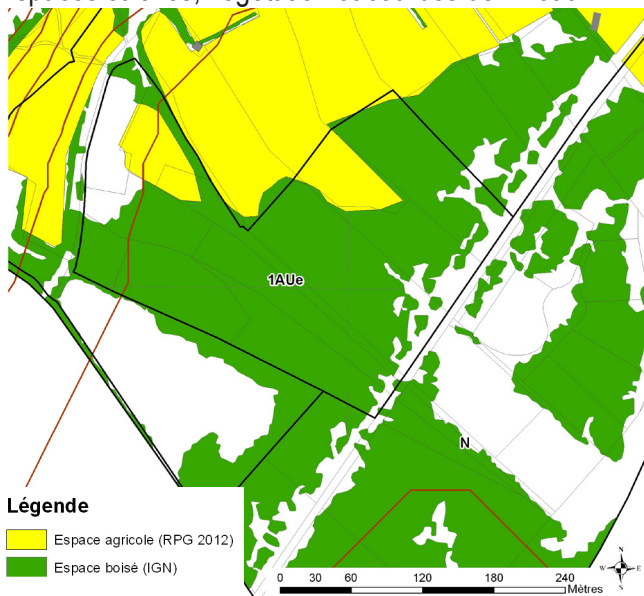 1AUe
N
Légende
Espace agricole (RPG 2012)
Espace boisé (IGN)
N
W E
S
0 30 60 120 180 240
Mètres